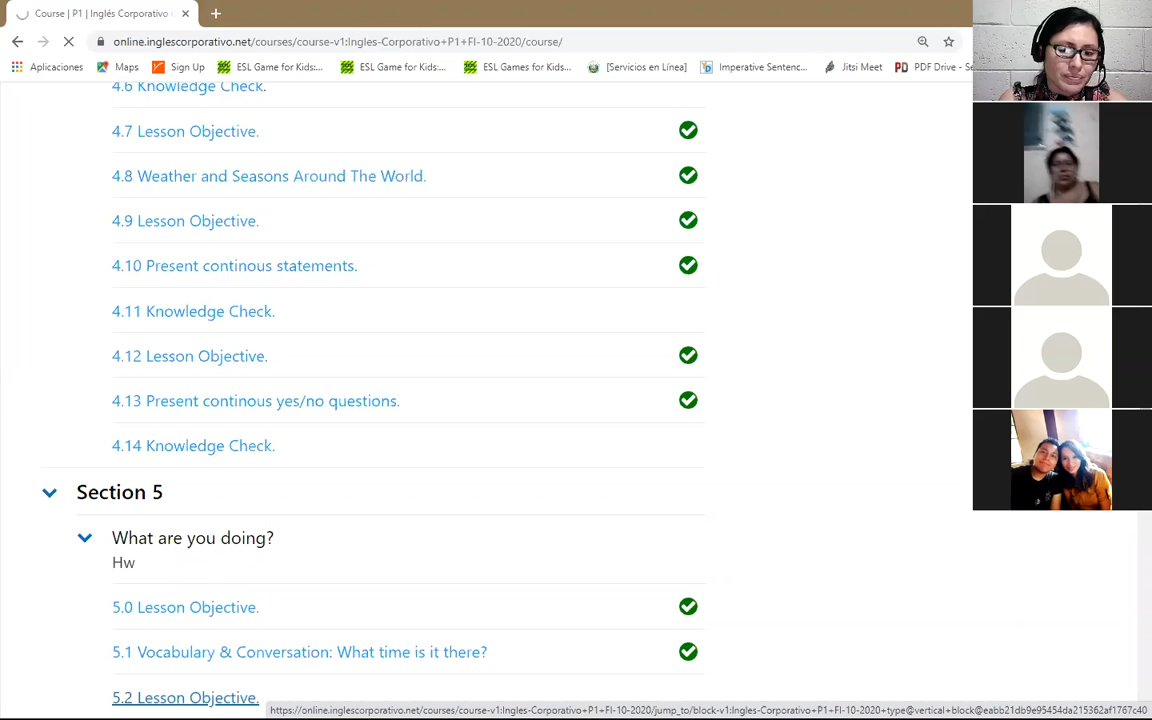 Course | P1 | Inglés Corporativo
online.inglescorporativo.net/courses/course-v1:Ingles-Corporativo+P1+FI-10-2020/course/
Aplicaciones Maps Sign Up ESL Game for Kids:... ESL Game for Kids:... ESL Games for Kids... [Servicios en Línea] Imperative Sentenc... Jitsi Meet PDF Drive - Se
4.6 Knowledge Check.
4.7 Lesson Objective.
4.8 Weather and Seasons Around The World.
4.9 Lesson Objective.
4.10 Present continous statements.
4.11 Knowledge Check.
4.12 Lesson Objective.
4.13 Present continous yes/no questions.
4.14 Knowledge Check.
Section 5
What are you doing?
Hw
5.0 Lesson Objective.
5.1 Vocabulary & Conversation: What time is it there?
5.2 Lesson Objective.
https://online.inglescorporativo.net/courses/course-v1:Ingles-Corporativo+P1+FI-10-2020/jump_to/block-v1:Ingles-Corporativo+P1+FI-10-2020+type@vertical+block@eabb21db9e95454da215362af1767c40